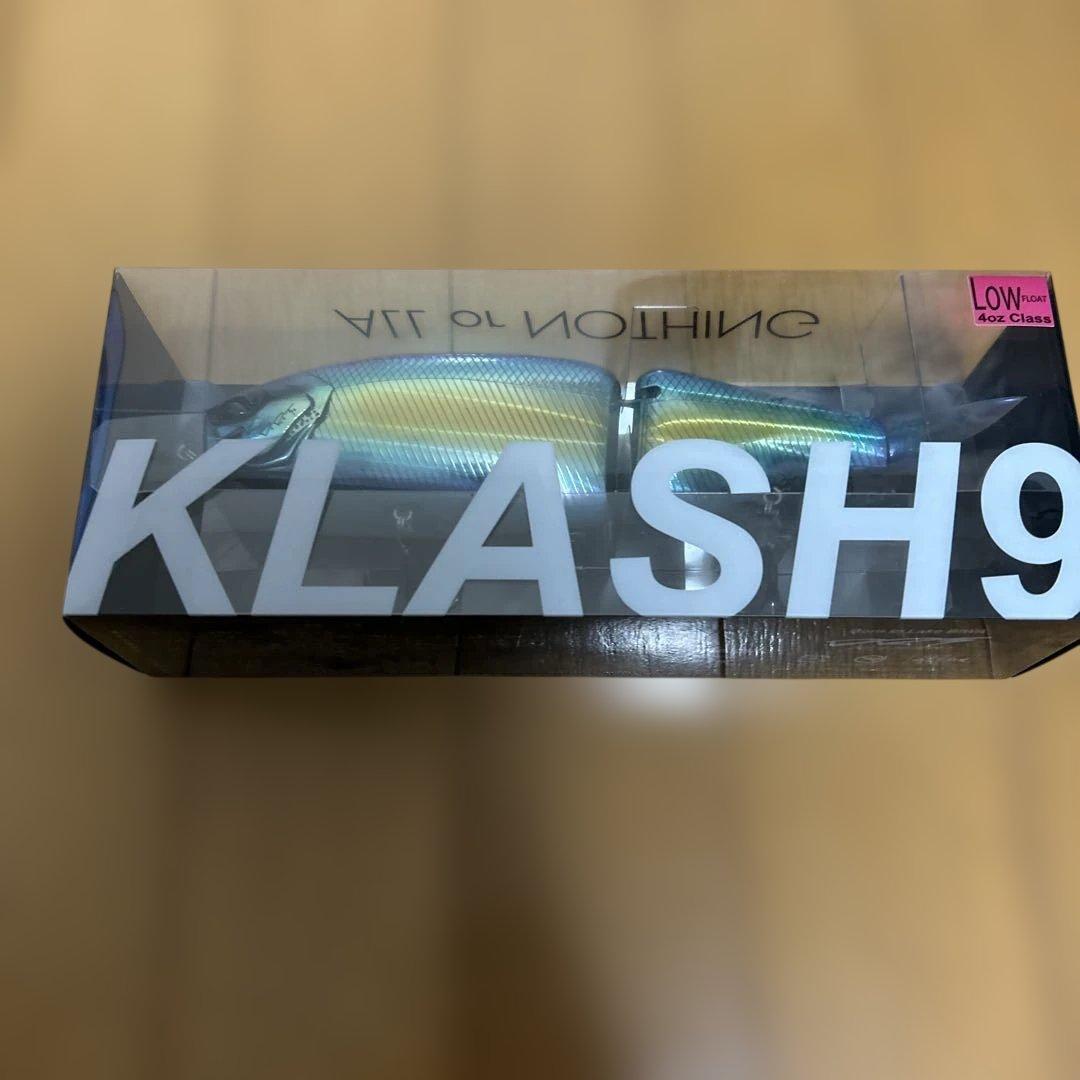 ALL or NOTHING
LOW FLOAT
4oz Class
KLASH9